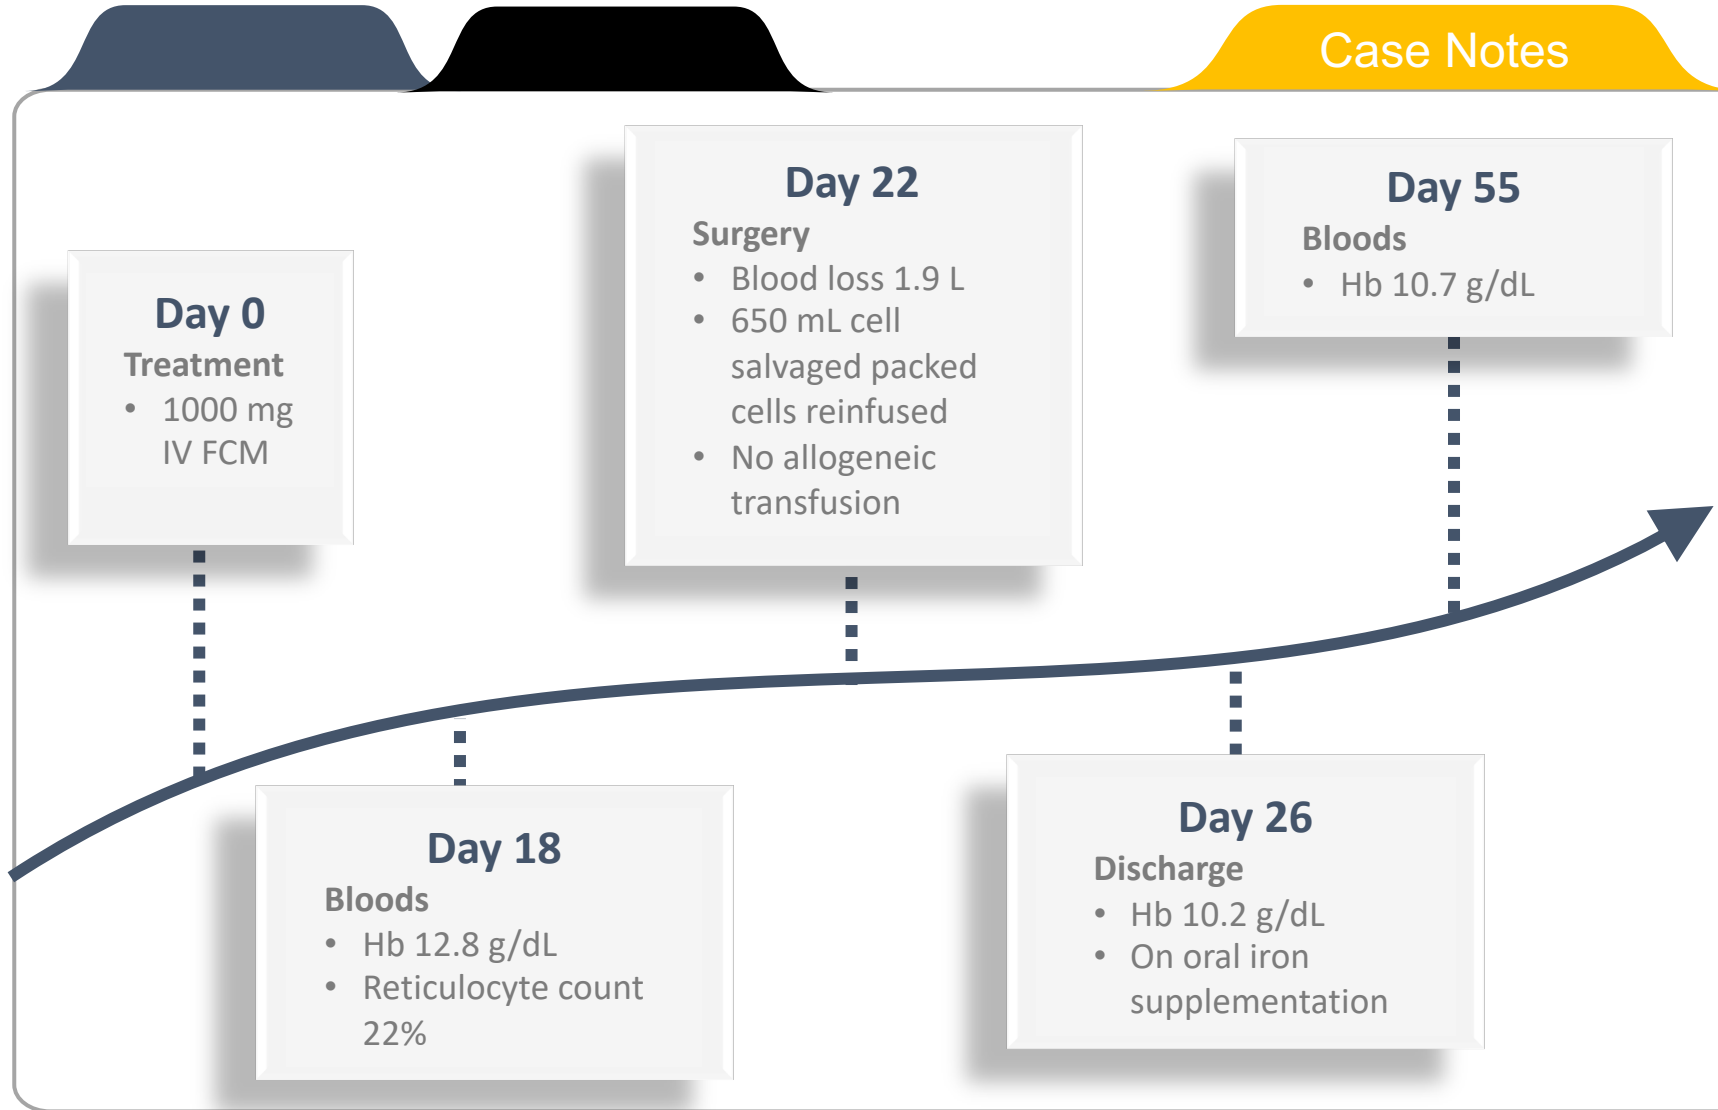 Case Notes
Day 0
Treatment
• 1000 mg
IV FCM
Day 18
Bloods
• Hb 12.8 g/dL
• Reticulocyte count
22%
Day 22
Surgery
• Blood loss 1.9 L
• 650 mL cell
salvaged packed
cells reinfused
• No allogeneic
transfusion
Day 26
Discharge
• Hb 10.2 g/dL
• On oral iron
supplementation
Day 55
Bloods
• Hb 10.7 g/dL